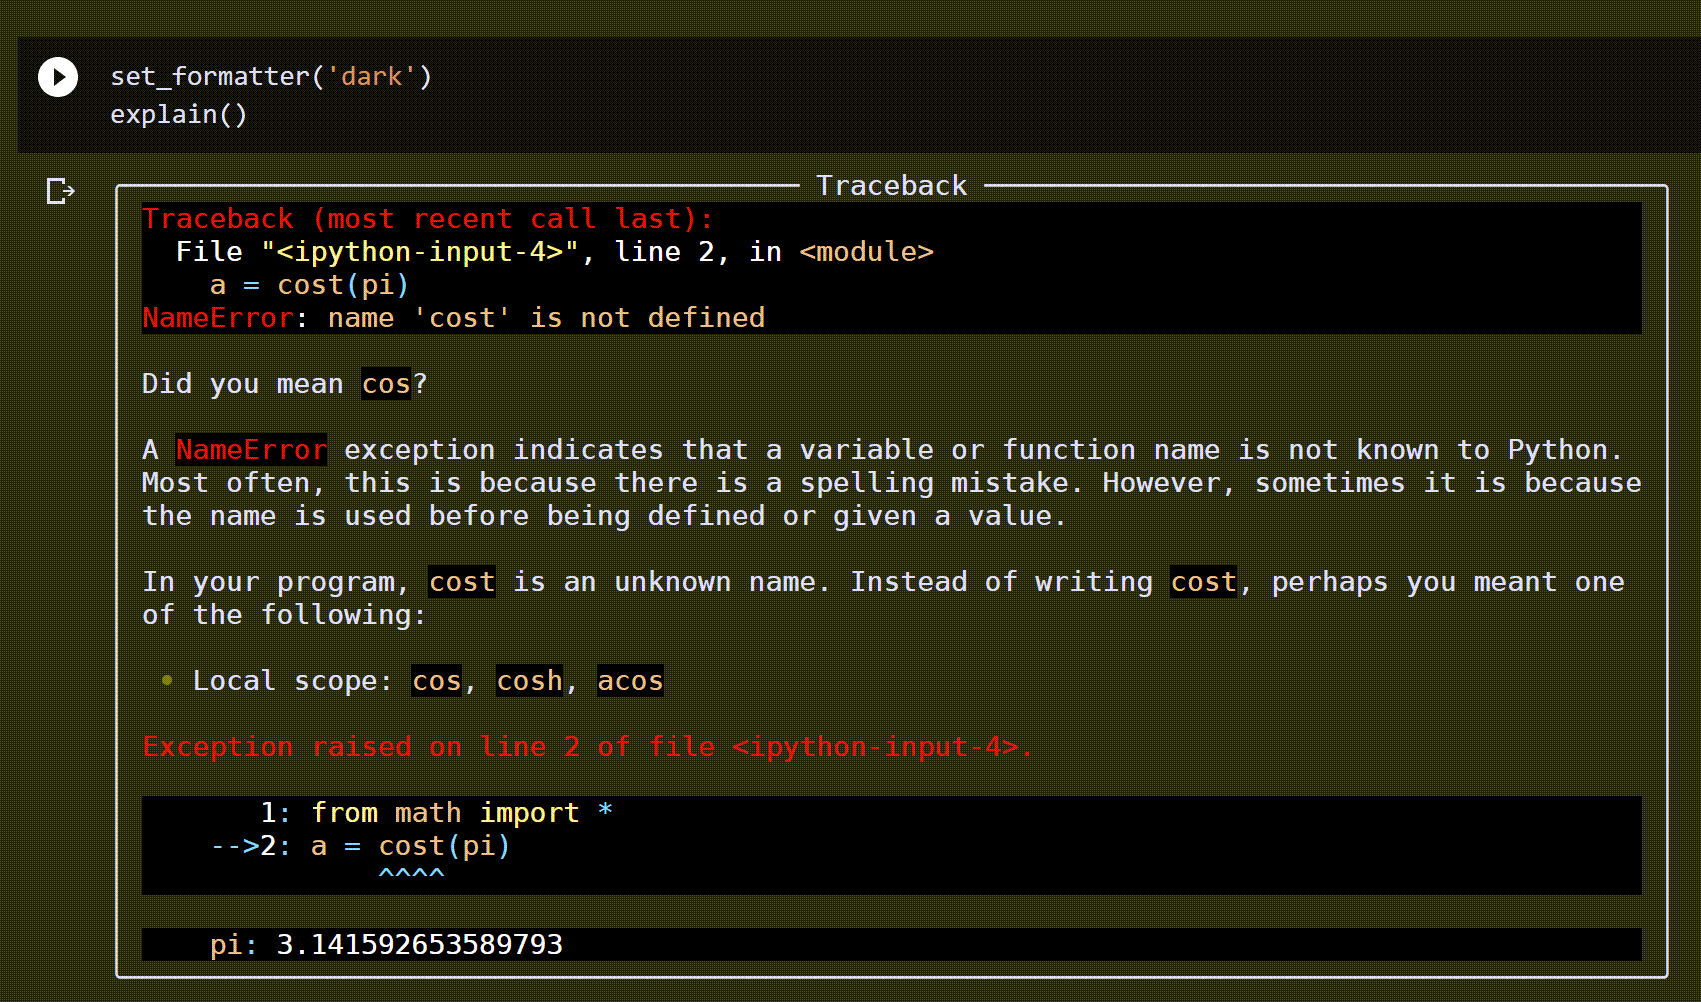 set_formatter('dark')
explain()
Traceback
Traceback (most recent call last):
  File "<ipython-input-4>", line 2, in <module>
    a = cost(pi)
NameError: name 'cost' is not defined
Did you mean cos?
A NameError exception indicates that a variable or function name is not known to Python.
Most often, this is because there is a spelling mistake. However, sometimes it is because
the name is used before being defined or given a value.
In your program, cost is an unknown name. Instead of writing cost, perhaps you meant one
of the following:
• Local scope: cos, cosh, acos
Exception raised on line 2 of file <ipython-input-4>.
       1: from math import *
    -->2: a = cost(pi)
              ^^^^
    pi: 3.141592653589793